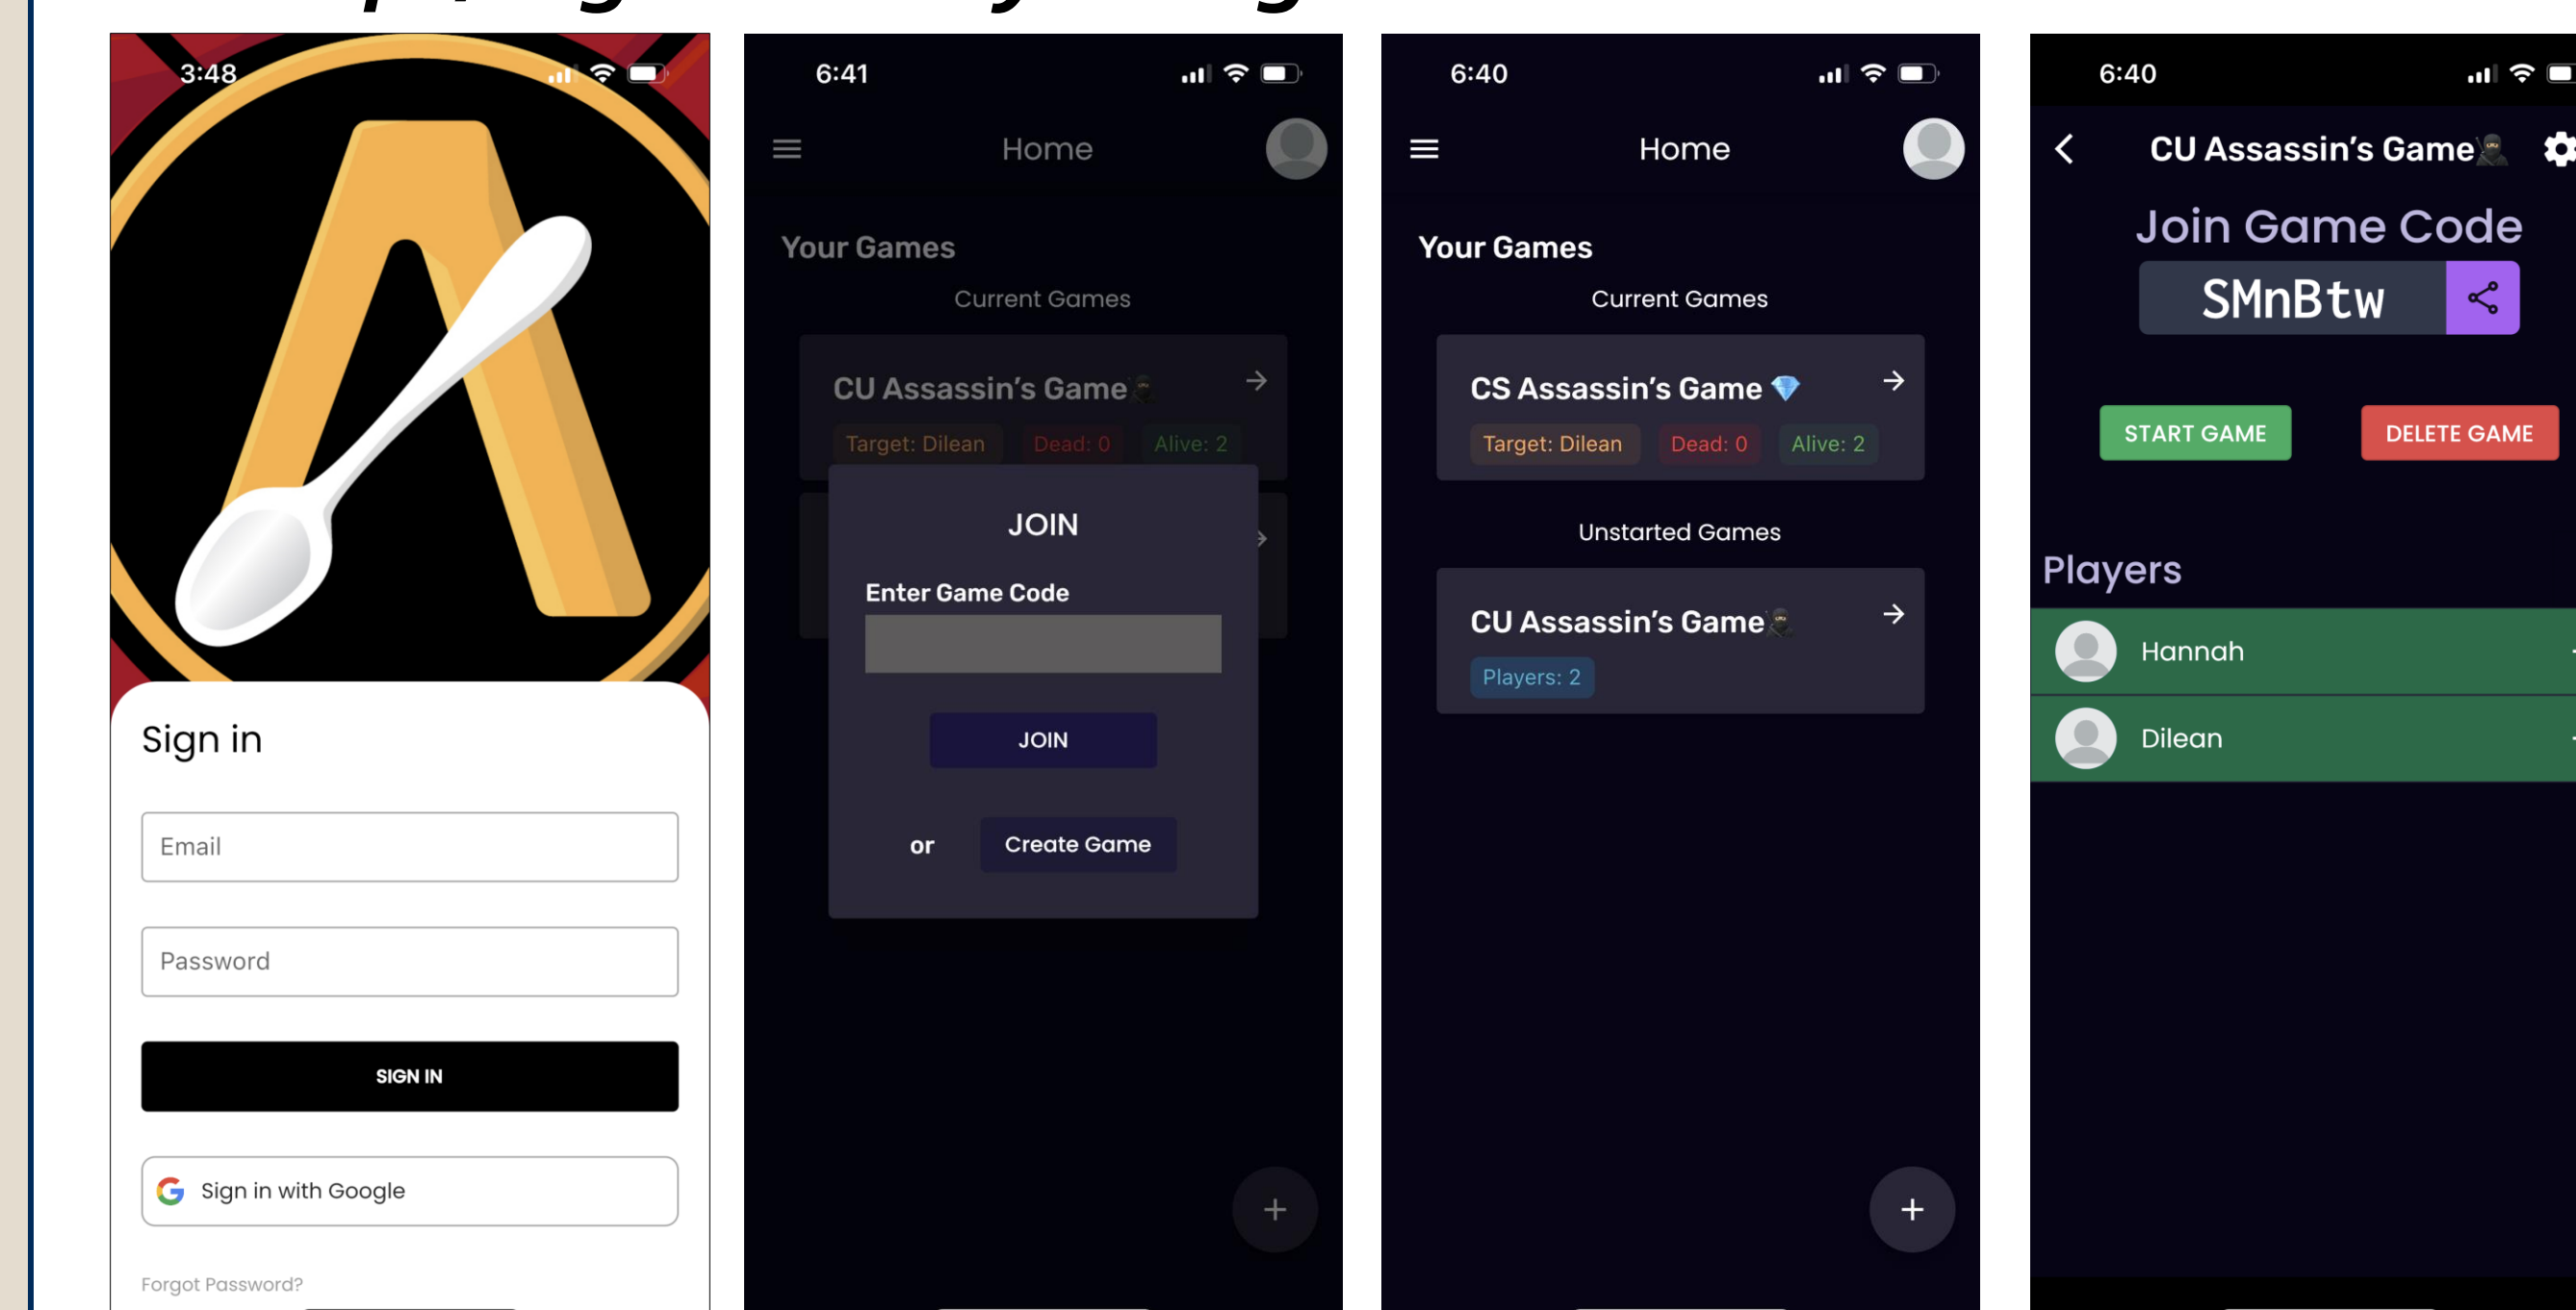 3:48
Sign in
Email
Password
SIGN IN
Sign in with Google
Forgot Password?
6:41
Home
Your Games
Current Games
CU Assassin's Game
Target: Dilean Dead: 0 Alive: 2
JOIN
Enter Game Code
JOIN
or Create Game
+
6:40
Home
Your Games
Current Games
CS Assassin's Game
Target: Dilean Dead: 0 Alive: 2
Unstarted Games
CU Assassin's Game
Players: 2
+
6:40
CU Assassin's Game
Join Game Code
SMnBtw
START GAME DELETE GAME
Players
Hannah
Dilean